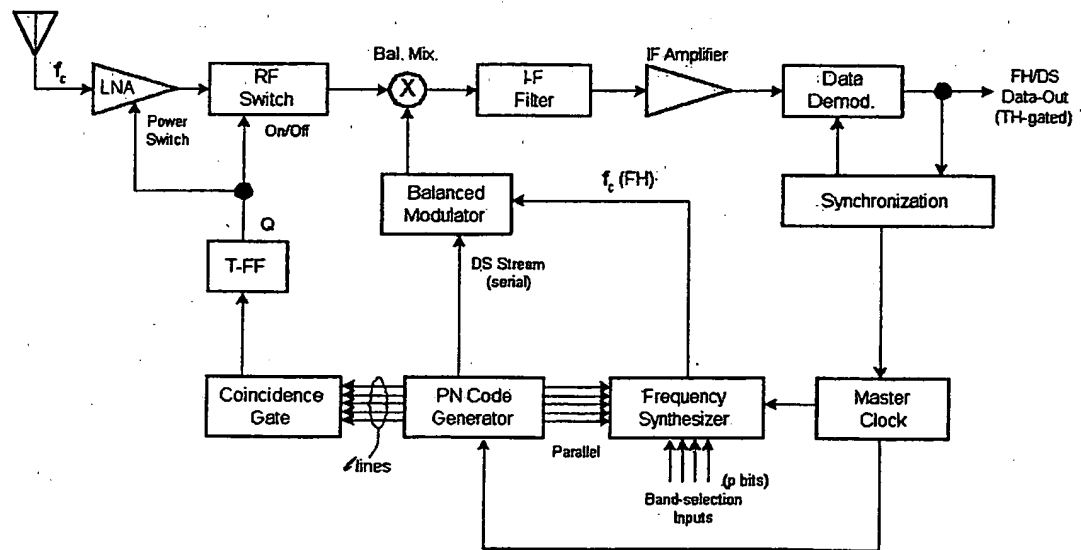 f_c
LNA
Power
Switch
RF
Switch
On/Off
Bal. Mix.
X
I-F
Filter
IF Amplifier
Data
Demod.
FH/DS
Data-Out
(TH-gated)
Synchronization
Q
T-FF
Balanced
Modulator
f_c (FH)
DS Stream
(serial)
Coincidence
Gate
ℓ lines
PN Code
Generator
Parallel
Frequency
Synthesizer
(p bits)
Band-selection
Inputs
Master
Clock